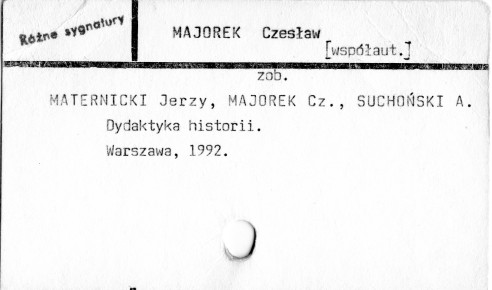 Różne sygnatury
MAJOREK Czesław
[współaut.]
zob.
MATERNICKI Jerzy, MAJOREK Cz., SUCHOŃSKI A.
Dydaktyka historii.
Warszawa, 1992.